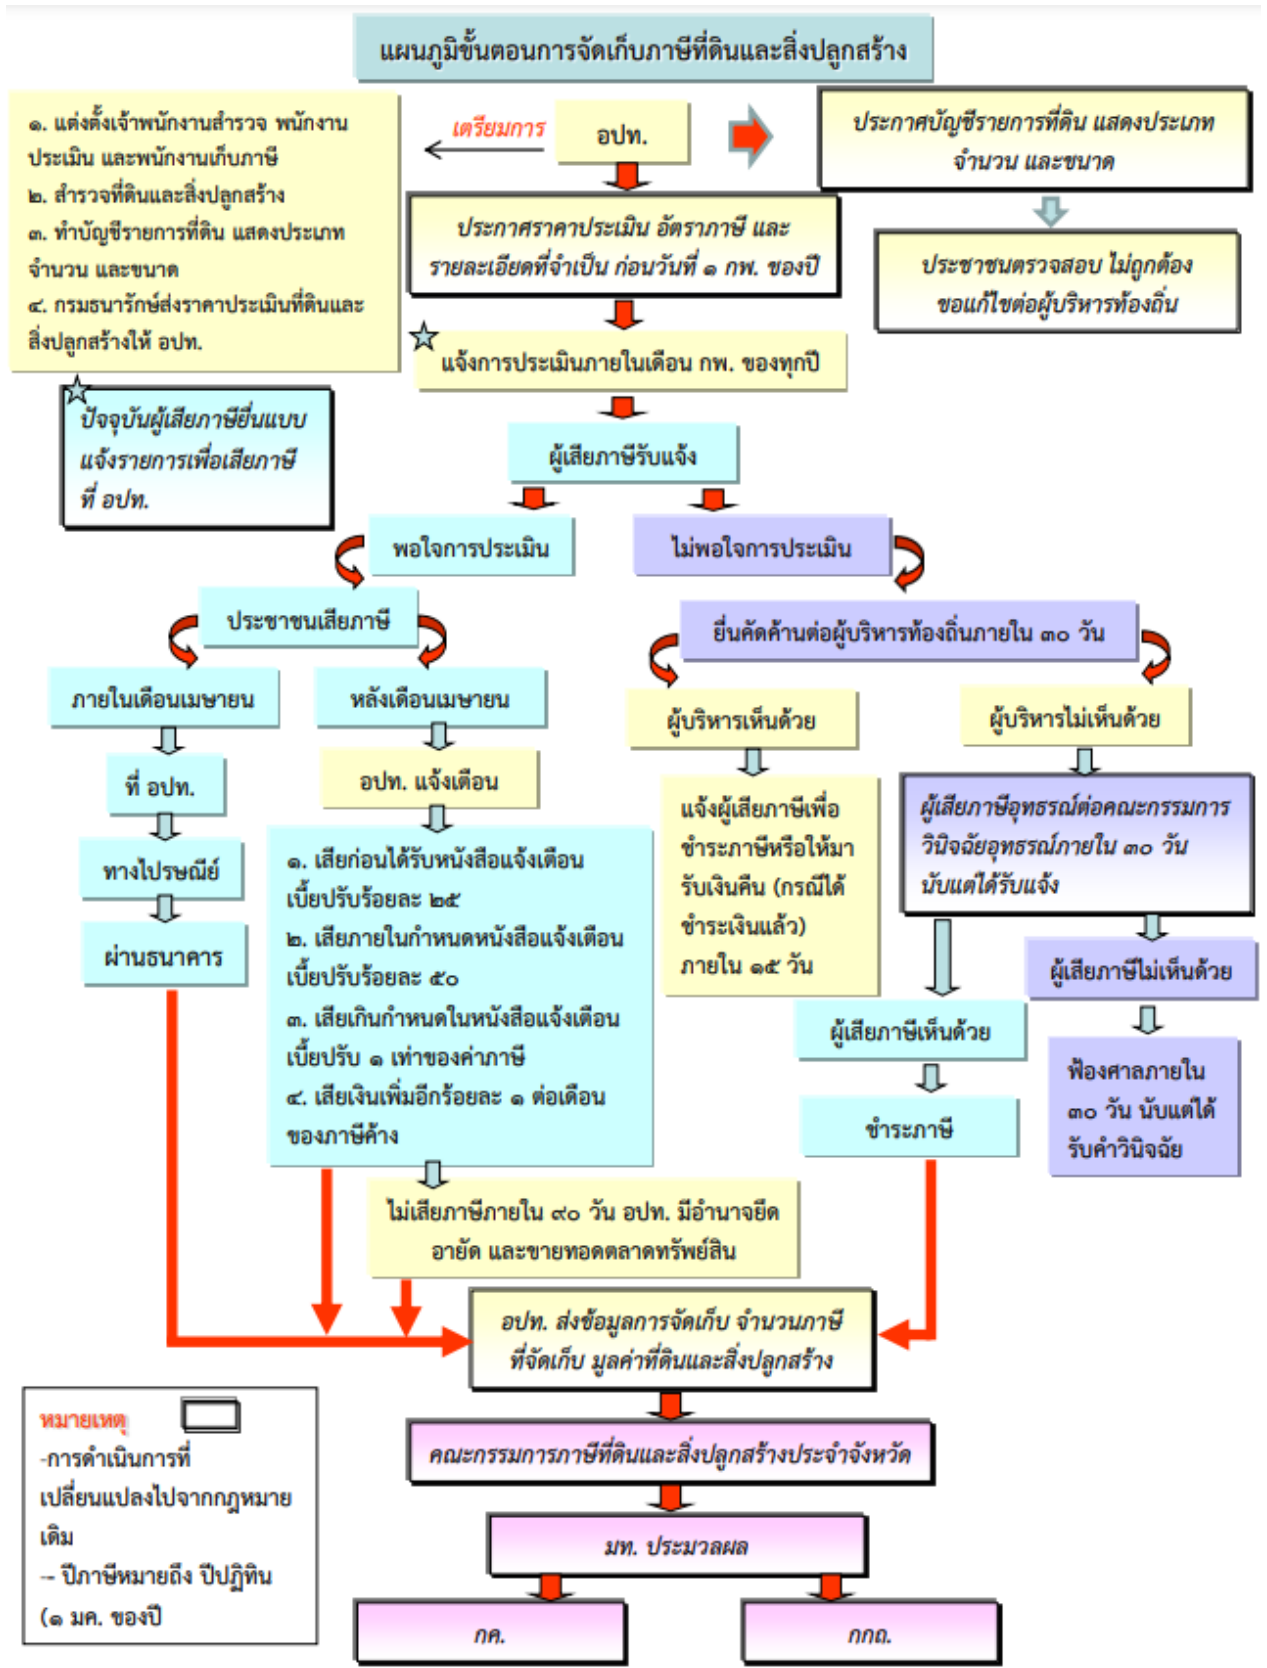 แผนภูมิขั้นตอนการจัดเก็บภาษีที่ดินและสิ่งปลูกสร้าง
๑. แต่งตั้งเจ้าพนักงานสำรวจ พนักงาน
ประเมิน และพนักงานเก็บภาษี
๒. สำรวจที่ดินและสิ่งปลูกสร้าง
๓. ทำบัญชีรายการที่ดิน แสดงประเภท
จำนวน และขนาด
๔. กรมธนารักษ์ส่งราคาประเมินที่ดินและ
สิ่งปลูกสร้างให้ อปท.
เตรียมการ
อปท.
ประกาศบัญชีรายการที่ดิน แสดงประเภท
จำนวน และขนาด
ประกาศราคาประเมิน อัตราภาษี และ
รายละเอียดที่จำเป็น ก่อนวันที่ ๑ กพ. ของปี
ประชาชนตรวจสอบ ไม่ถูกต้อง
ขอแก้ไขต่อผู้บริหารท้องถิ่น
แจ้งการประเมินภายในเดือน กพ. ของทุกปี
ปัจจุบันผู้เสียภาษียื่นแบบ
แจ้งรายการเพื่อเสียภาษี
ที่ อปท.
ผู้เสียภาษีรับแจ้ง
พอใจการประเมิน
ไม่พอใจการประเมิน
ประชาชนเสียภาษี
ยื่นคัดค้านต่อผู้บริหารท้องถิ่นภายใน ๓๐ วัน
ภายในเดือนเมษายน
หลังเดือนเมษายน
ผู้บริหารเห็นด้วย
ผู้บริหารไม่เห็นด้วย
ที่ อปท.
อปท. แจ้งเตือน
ทางไปรษณีย์
ผ่านธนาคาร
๑. เสียก่อนได้รับหนังสือแจ้งเตือน
เบี้ยปรับร้อยละ ๒๕
๒. เสียภายในกำหนดหนังสือแจ้งเตือน
เบี้ยปรับร้อยละ ๕๐
๓. เสียเกินกำหนดในหนังสือแจ้งเตือน
เบี้ยปรับ ๑ เท่าของค่าภาษี
๔. เสียเงินเพิ่มอีกร้อยละ ๑ ต่อเดือน
ของภาษีค้าง
แจ้งผู้เสียภาษีเพื่อ
ชำระภาษีหรือให้มา
รับเงินคืน (กรณีได้
ชำระเงินแล้ว)
ภายใน ๑๕ วัน
ผู้เสียภาษีอุทธรณ์ต่อคณะกรรมการ
วินิจฉัยอุทธรณ์ภายใน ๓๐ วัน
นับแต่ได้รับแจ้ง
ผู้เสียภาษีไม่เห็นด้วย
ผู้เสียภาษีเห็นด้วย
ฟ้องศาลภายใน
๓๐ วัน นับแต่ได้
รับคำวินิจฉัย
ชำระภาษี
ไม่เสียภาษีภายใน ๙๐ วัน อปท. มีอำนาจยึด
อายัด และขายทอดตลาดทรัพย์สิน
อปท. ส่งข้อมูลการจัดเก็บ จำนวนภาษี
ที่จัดเก็บ มูลค่าที่ดินและสิ่งปลูกสร้าง
คณะกรรมการภาษีที่ดินและสิ่งปลูกสร้างประจำจังหวัด
มท. ประมวลผล
กค.
กกถ.
หมายเหตุ
-การดำเนินการที่
เปลี่ยนแปลงไปจากกฎหมาย
เดิม
-- ปีภาษีหมายถึง ปีปฏิทิน
(๑ มค. ของปี